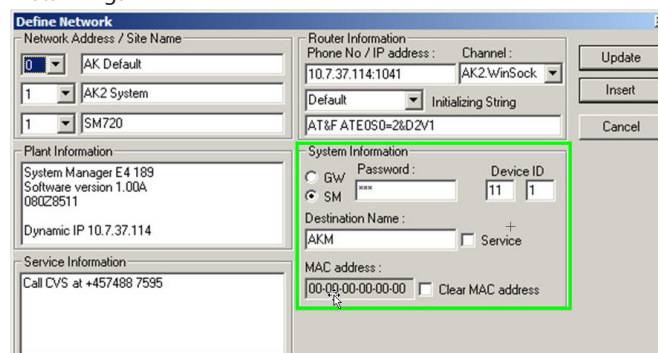 Define Network
Network Address / Site Name
0 AK Default
1 AK2 System
1 SM720
Router Information
Phone No / IP address : Channel :
10.7.37.114:1041 AK2.WinSock
Default Initializing String
AT&F ATE0S0=2&D2V1
Update
Insert
Cancel
Plant Information
System Manager E4 189
Software version 1.00A
080Z8511
Dynamic IP 10.7.37.114
System Information
GW Password : Device ID
SM *** 11 1
Destination Name :
AKM Service
MAC address :
00-00-00-00-00-00 Clear MAC address
Service Information
Call CVS at +457488 7595